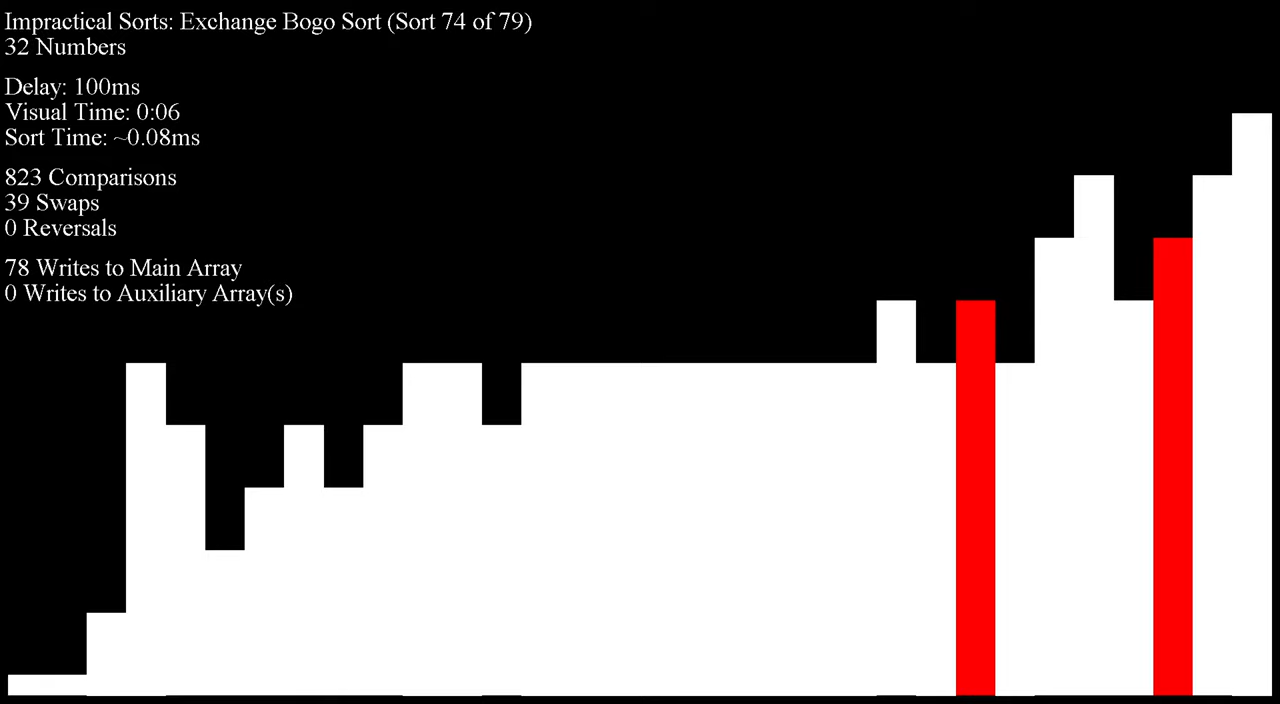 Impractical Sorts: Exchange Bogo Sort (Sort 74 of 79)
32 Numbers
Delay: 100ms
Visual Time: 0:06
Sort Time: ~0.08ms
823 Comparisons
39 Swaps
0 Reversals
78 Writes to Main Array
0 Writes to Auxiliary Array(s)